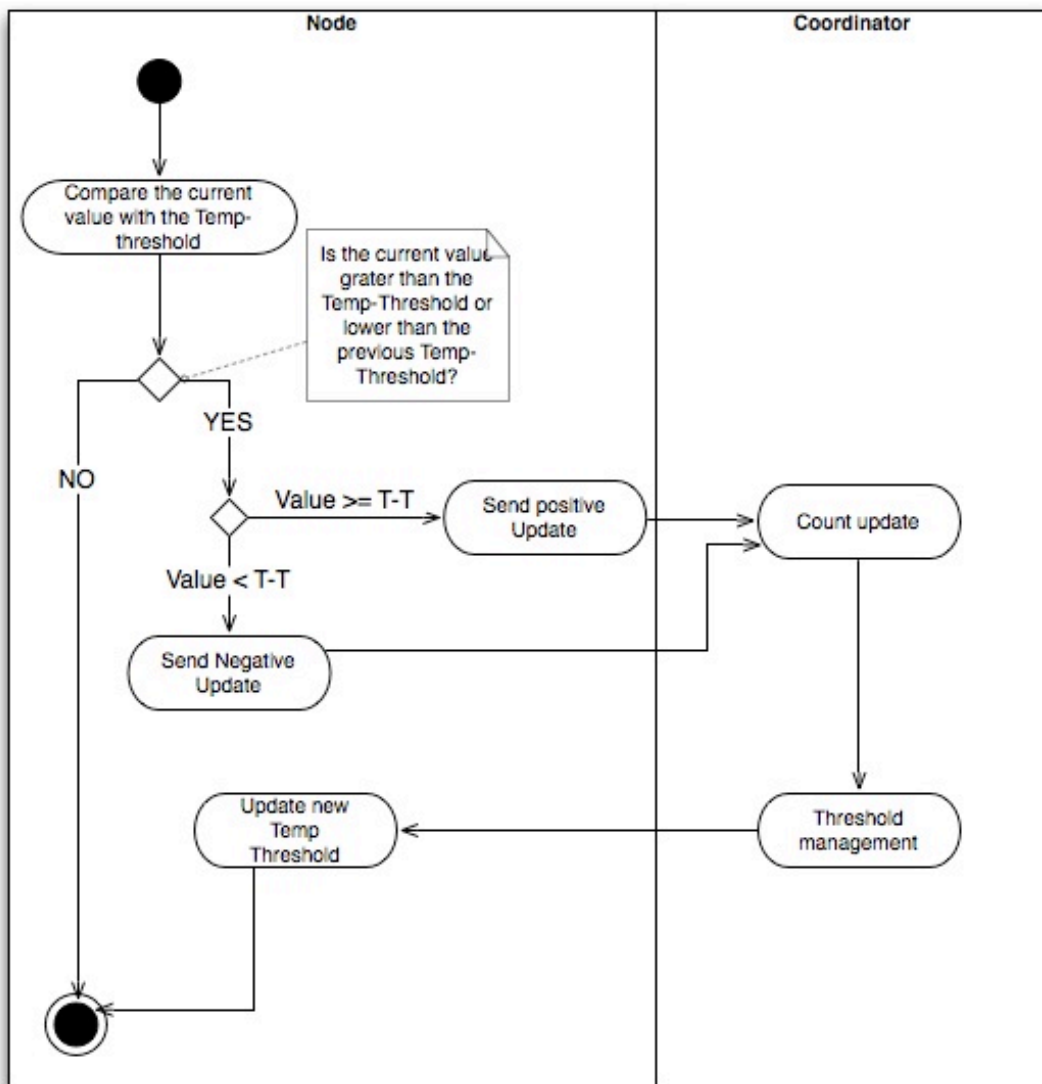 Node
Coordinator
Compare the current
value with the Temp-
threshold
Is the current value
grater than the
Temp-Threshold or
lower than the
previous Temp-
Threshold?
YES
NO
Value >= T-T
Send positive
Update
Count update
Value < T-T
Send Negative
Update
Update new
Temp
Threshold
Threshold
management